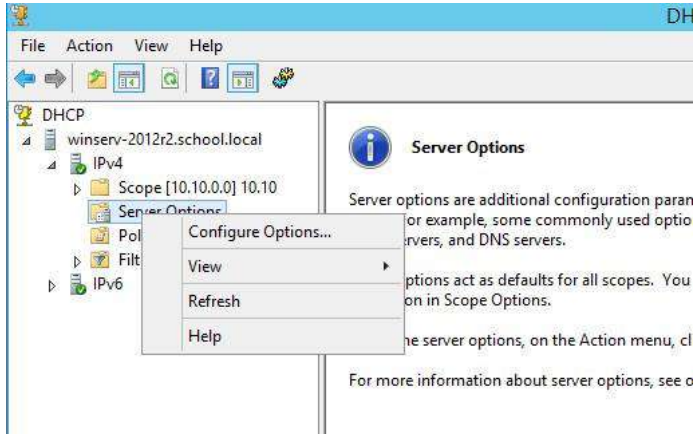 DH
File Action View Help
DHCP
winserv-2012r2.school.local
IPv4
Scope [10.10.0.0] 10.10
Server Options
Pol
Filt
IPv6
Configure Options...
View
Refresh
Help
Server Options
Server options are additional configuration paran
or example, some commonly used optio
ervers, and DNS servers.
ptions act as defaults for all scopes. You
on in Scope Options.
he server options, on the Action menu, cl
For more information about server options, see o